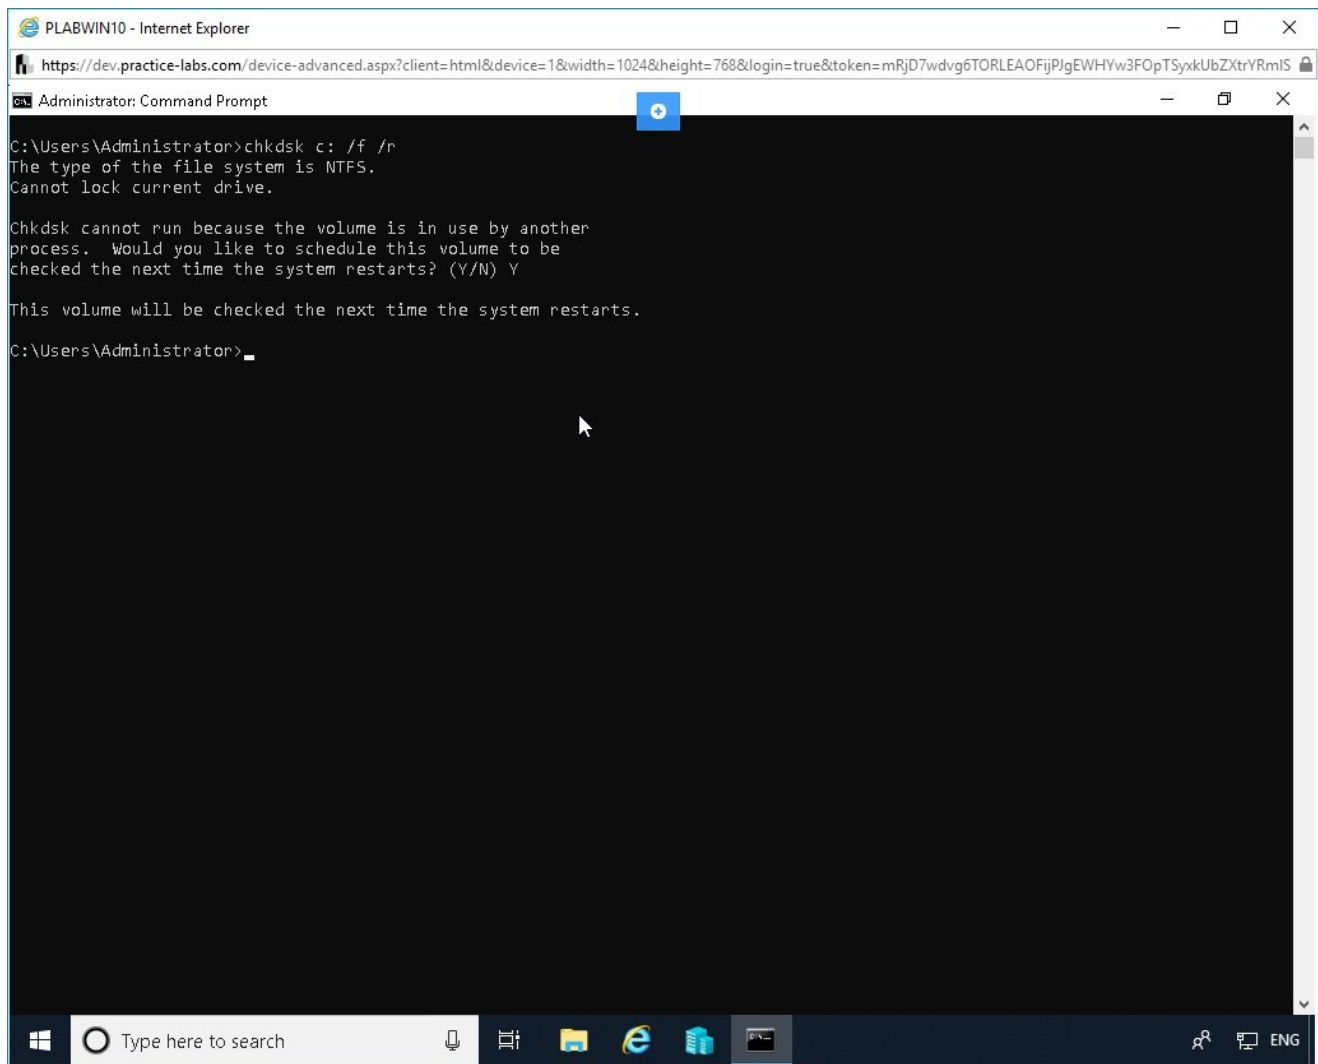 PLABWIN10 - Internet Explorer
https://dev.practice-labs.com/device-advanced.aspx?client=html&device=1&width=1024&height=768&login=true&token=mRjD7wdvg6TORLEAOFijPJgEWHYw3FOpTSyxkUbZXtrYRmIS
Administrator: Command Prompt
C:\Users\Administrator>chkdsk c: /f /r
The type of the file system is NTFS.
Cannot lock current drive.
Chkdsk cannot run because the volume is in use by another
process.  Would you like to schedule this volume to be
checked the next time the system restarts? (Y/N) Y
This volume will be checked the next time the system restarts.
C:\Users\Administrator>
Type here to search
ENG